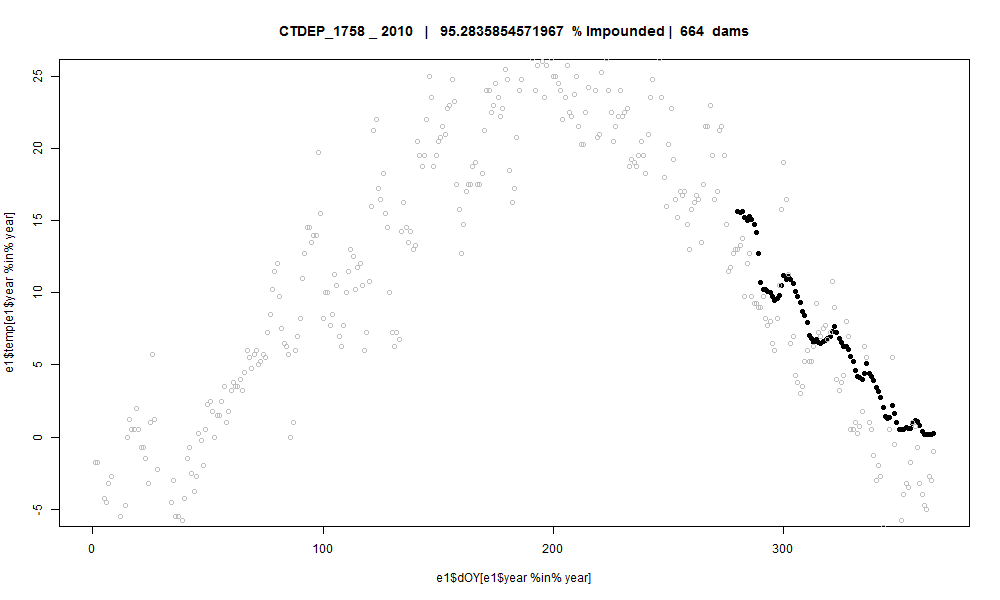 CTDEP_1758 _ 2010 | 95.2835854571967 % Impounded | 664 dams
25
20
15
10
5
0
-5
e1$temp[e1$year %in% year]
0 100 200 300
e1$dOY[e1$year %in% year]